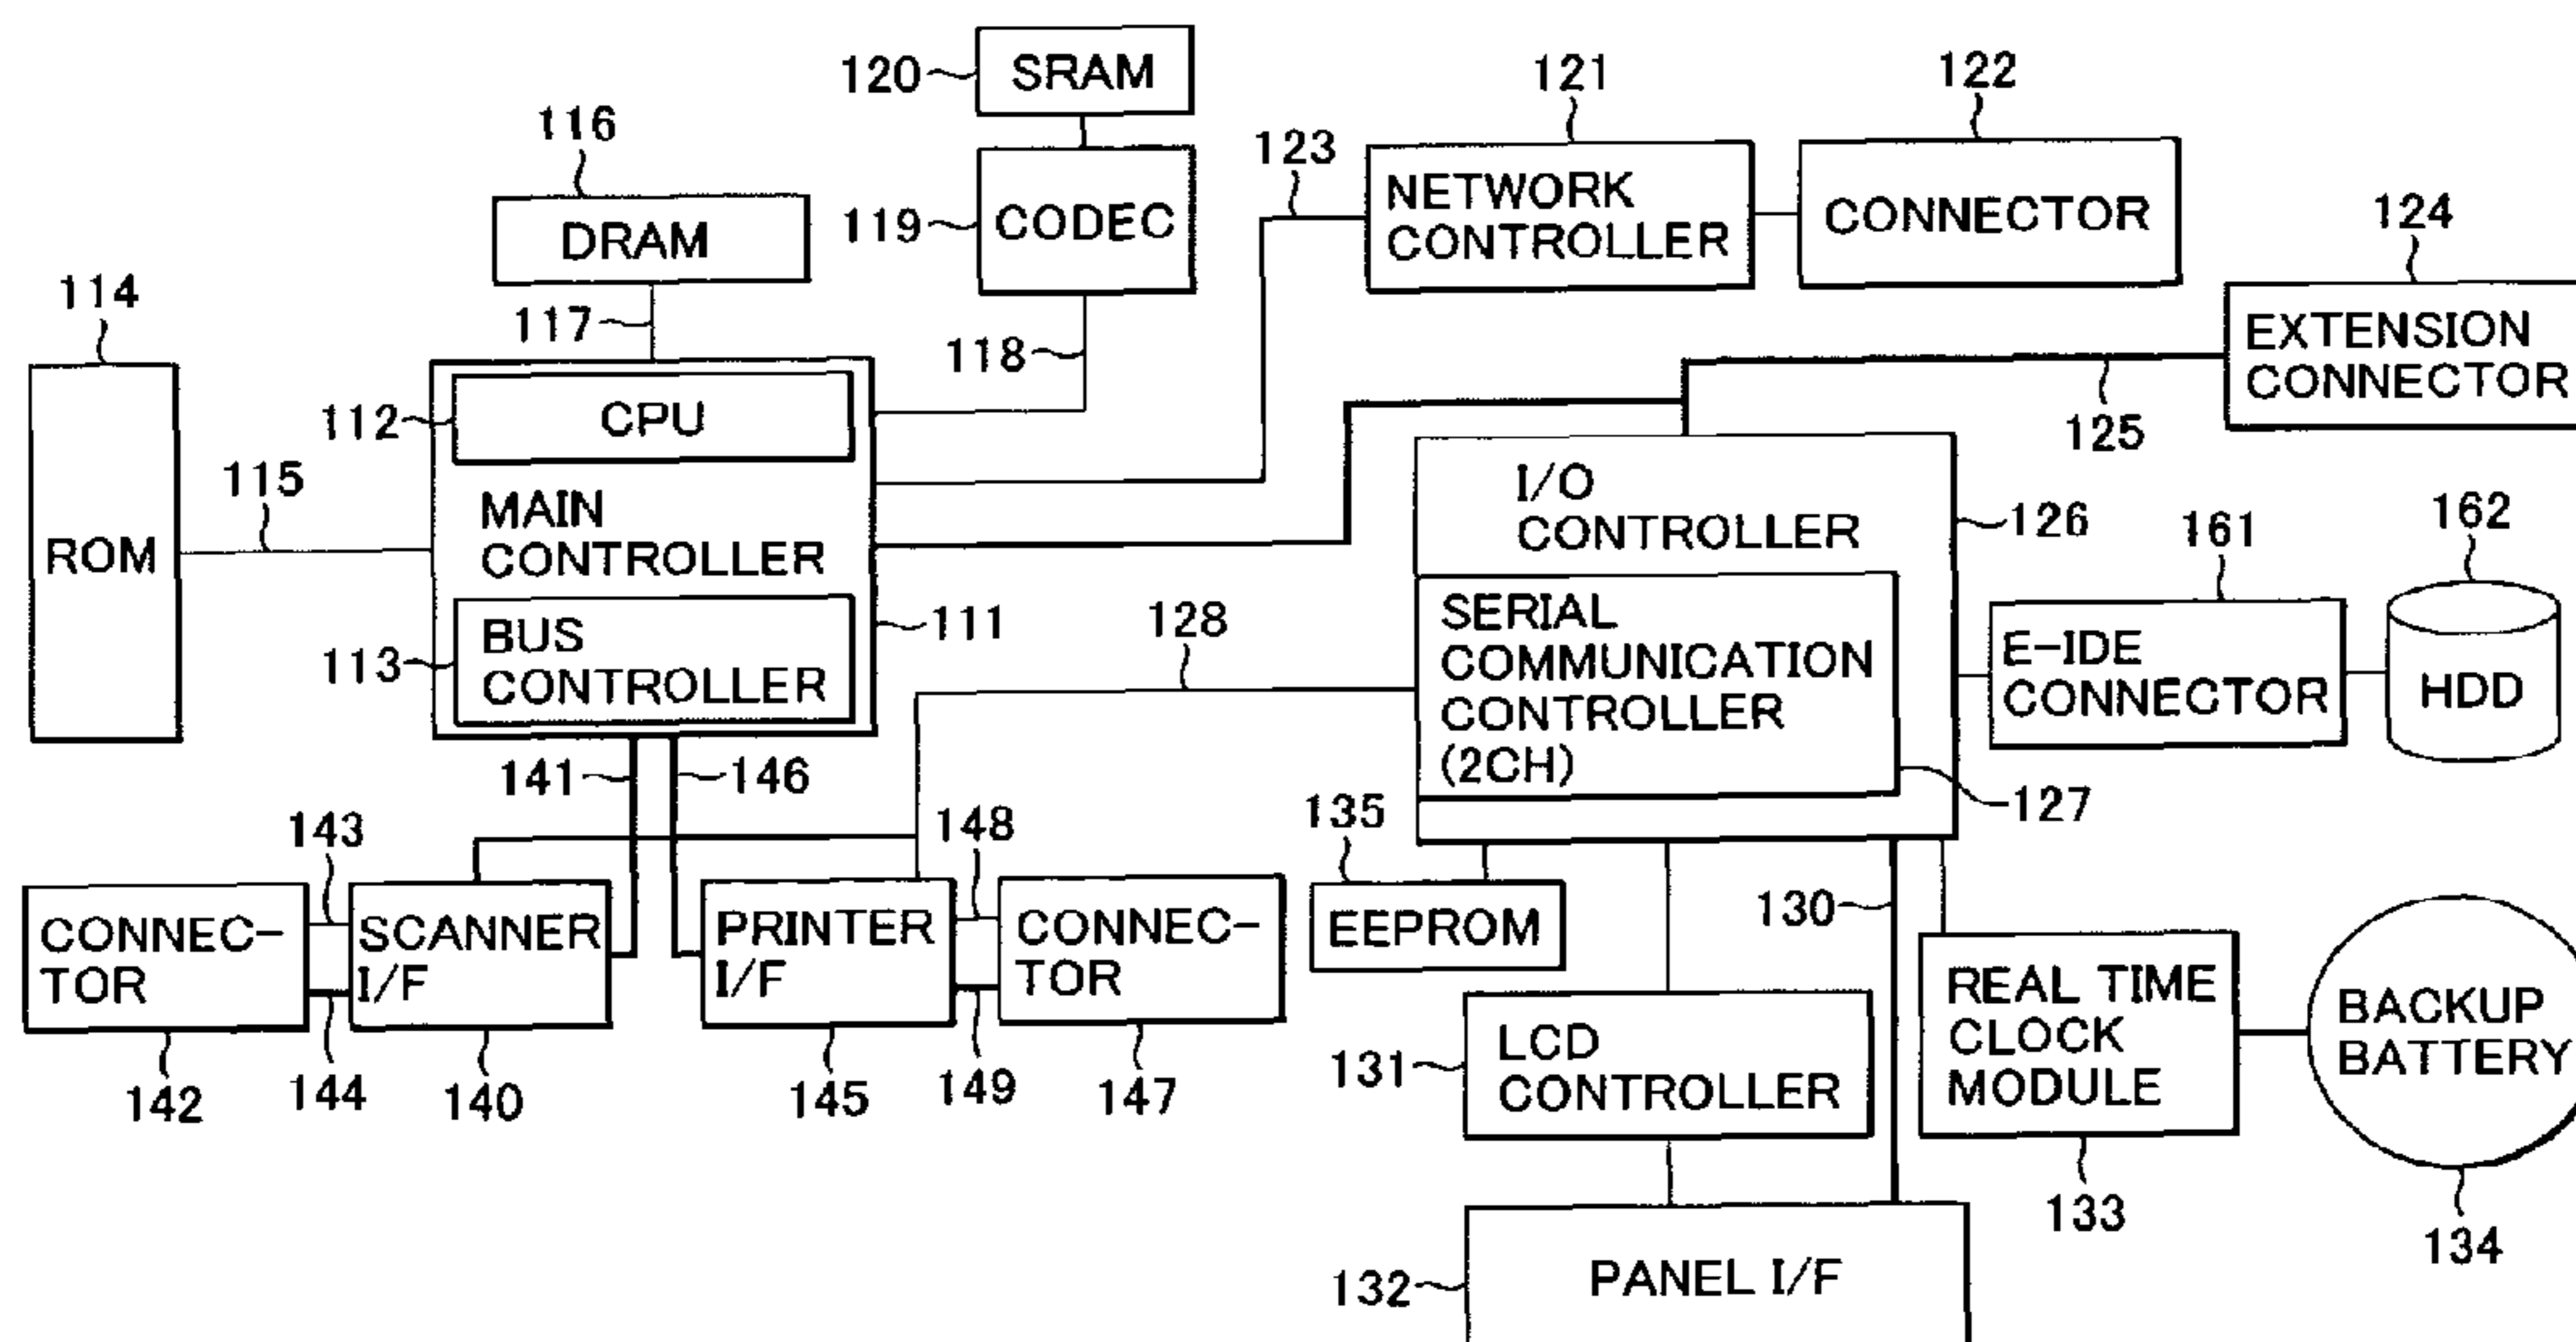 120
SRAM
116
DRAM
117
119
CODEC
118
123
121
NETWORK
CONTROLLER
122
CONNECTOR
124
EXTENSION
CONNECTOR
125
114
ROM
115
112
CPU
MAIN
CONTROLLER
113
BUS
CONTROLLER
111
128
I/O
CONTROLLER
126
SERIAL
COMMUNICATION
CONTROLLER
(2CH)
127
161
E-IDE
CONNECTOR
162
HDD
141
146
143
CONNEC-
TOR
142
144
SCANNER
I/F
140
PRINTER
I/F
145
148
149
CONNEC-
TOR
147
135
EEPROM
130
131
LCD
CONTROLLER
REAL TIME
CLOCK
MODULE
133
BACKUP
BATTERY
134
132
PANEL I/F